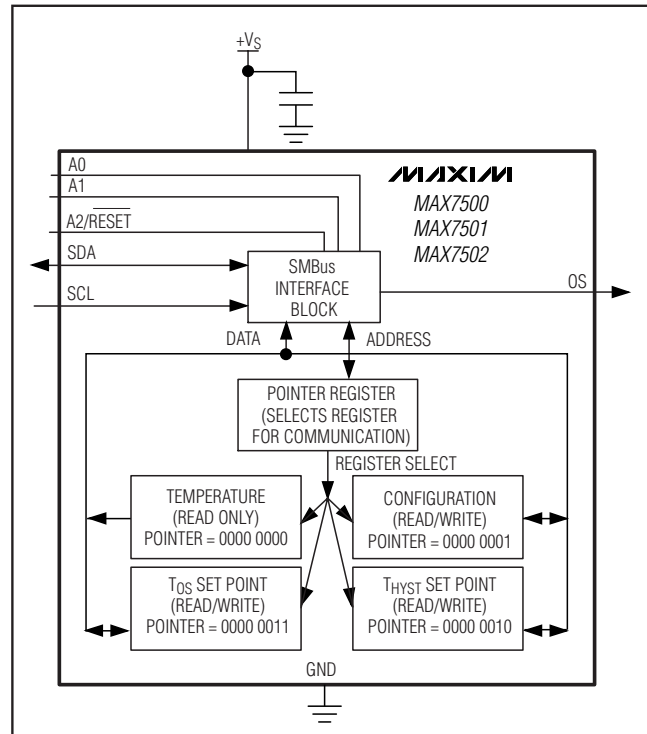 +VS
A0
A1
A2/RESET
SDA
SCL
MAXIM
MAX7500
MAX7501
MAX7502
SMBus
INTERFACE
BLOCK
OS
DATA
ADDRESS
POINTER REGISTER
(SELECTS REGISTER
FOR COMMUNICATION)
REGISTER SELECT
TEMPERATURE
(READ ONLY)
POINTER = 0000 0000
CONFIGURATION
(READ/WRITE)
POINTER = 0000 0001
TOS SET POINT
(READ/WRITE)
POINTER = 0000 0011
THYST SET POINT
(READ/WRITE)
POINTER = 0000 0010
GND